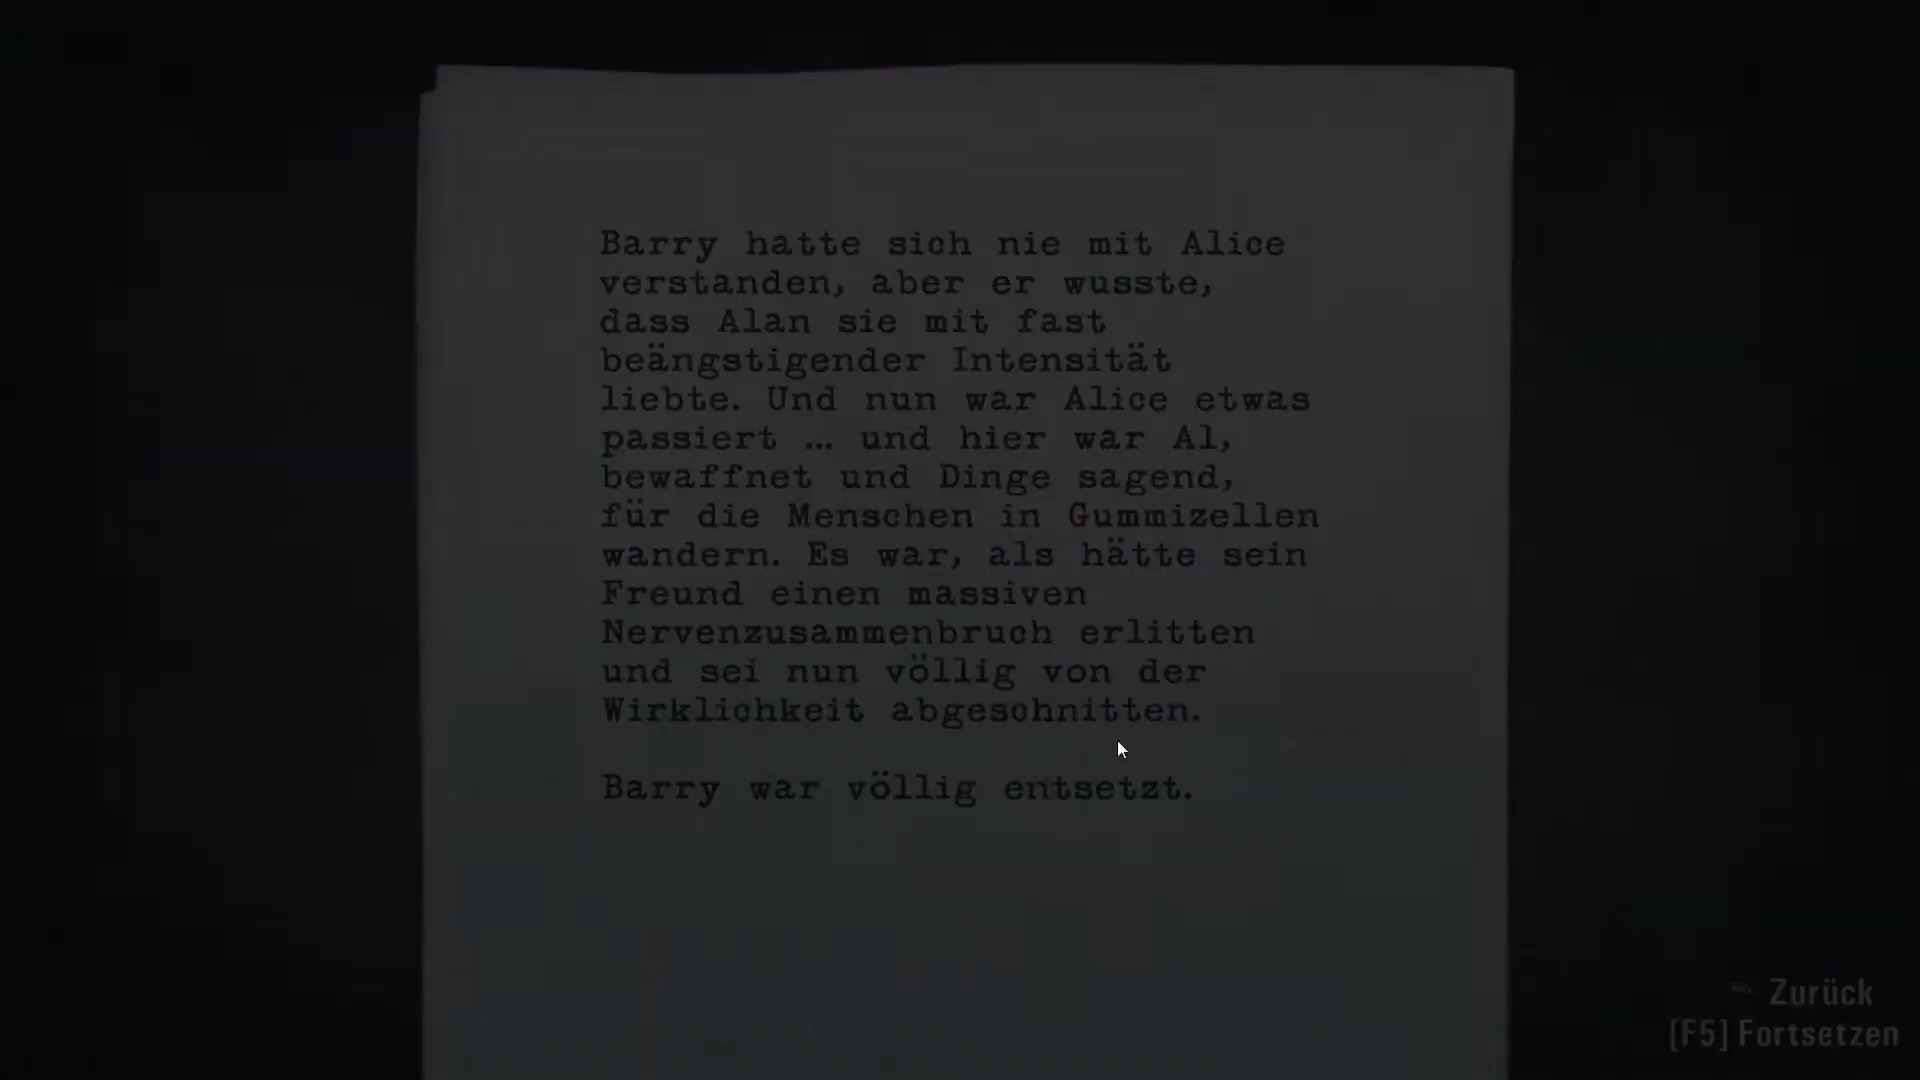 Barry hatte sich nie mit Alice
verstanden, aber er wusste,
dass Alan sie mit fast
beängstigender Intensität
liebte. Und nun war Alice etwas
passiert … und hier war Al,
bewaffnet und Dinge sagend,
für die Menschen in Gummizellen
wandern. Es war, als hätte sein
Freund einen massiven
Nervenzusammenbruch erlitten
und sei nun völlig von der
Wirklichkeit abgeschnitten.
Barry war völlig entsetzt.
Zurück
[F5] Fortsetzen